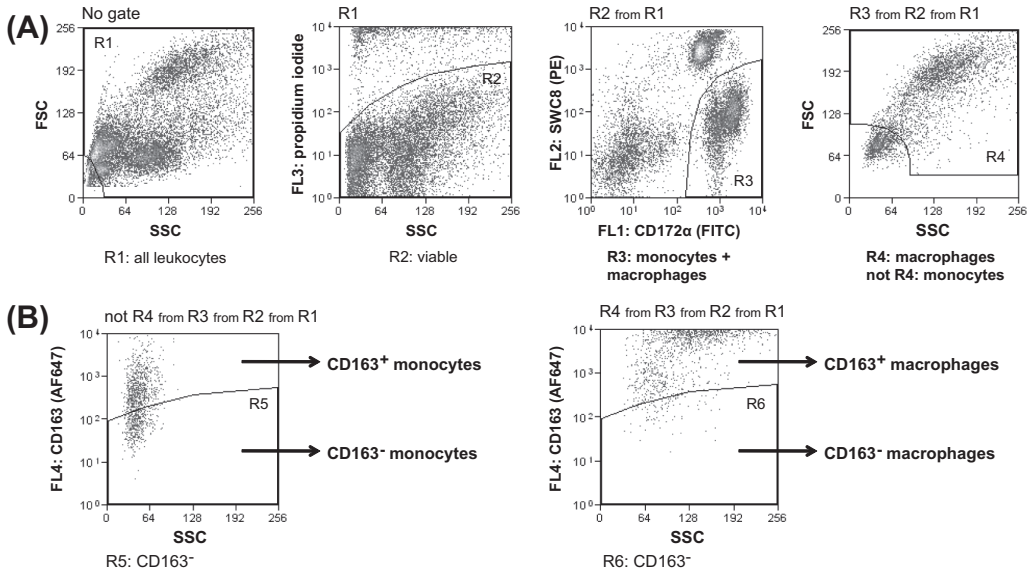 (A)
No gate
R1
256
192
128
64
0
FSC
0 64 128 192 256
SSC
R1: all leukocytes
R1
R2
10⁴
10³
10²
10¹
10⁰
FL3: propidium iodide
0 64 128 192 256
SSC
R2: viable
R2 from R1
R3
10⁴
10³
10²
10¹
10⁰
FL2: SWC8 (PE)
10⁰ 10¹ 10² 10³ 10⁴
FL1: CD172α (FITC)
R3: monocytes +
macrophages
R3 from R2 from R1
R4
256
192
128
64
0
FSC
0 64 128 192 256
SSC
R4: macrophages
not R4: monocytes
(B)
not R4 from R3 from R2 from R1
10⁴
10³
10²
10¹
10⁰
FL4: CD163 (AF647)
R5
CD163⁺ monocytes
CD163⁻ monocytes
0 64 128 192 256
SSC
R5: CD163⁻
R4 from R3 from R2 from R1
10⁴
10³
10²
10¹
10⁰
FL4: CD163 (AF647)
R6
CD163⁺ macrophages
CD163⁻ macrophages
0 64 128 192 256
SSC
R6: CD163⁻